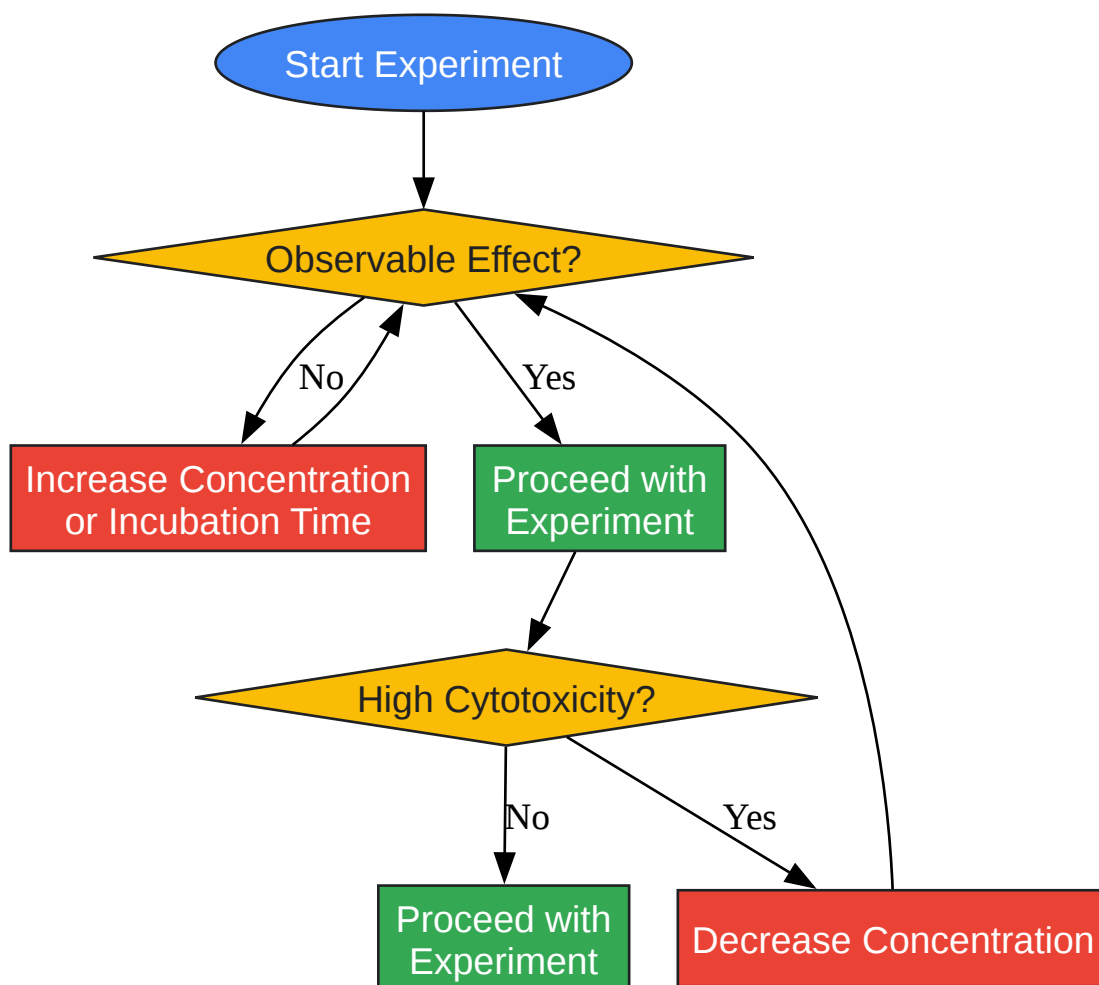 Start Experiment
Observable Effect?
No
Yes
Increase Concentration
or Incubation Time
Proceed with
Experiment
High Cytotoxicity?
No
Yes
Proceed with
Experiment
Decrease Concentration